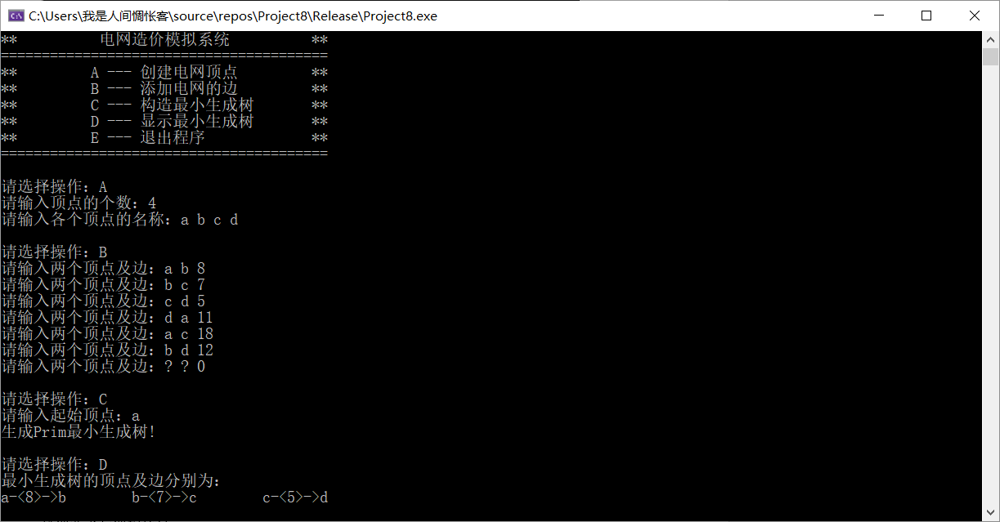 C:\Users\我是人间惆怅客\source\repos\Project8\Release\Project8.exe
**          电网造价模拟系统          **
========================================
**         A --- 创建电网顶点         **
**         B --- 添加电网的边         **
**         C --- 构造最小生成树       **
**         D --- 显示最小生成树       **
**         E --- 退出程序             **
========================================
请选择操作：A
请输入顶点的个数：4
请输入各个顶点的名称：a b c d
请选择操作：B
请输入两个顶点及边：a b 8
请输入两个顶点及边：b c 7
请输入两个顶点及边：c d 5
请输入两个顶点及边：d a 11
请输入两个顶点及边：a c 18
请输入两个顶点及边：b d 12
请输入两个顶点及边：? ? 0
请选择操作：C
请输入起始顶点：a
生成Prim最小生成树!
请选择操作：D
最小生成树的顶点及边分别为：
a-<8>->b        b-<7>->c        c-<5>->d